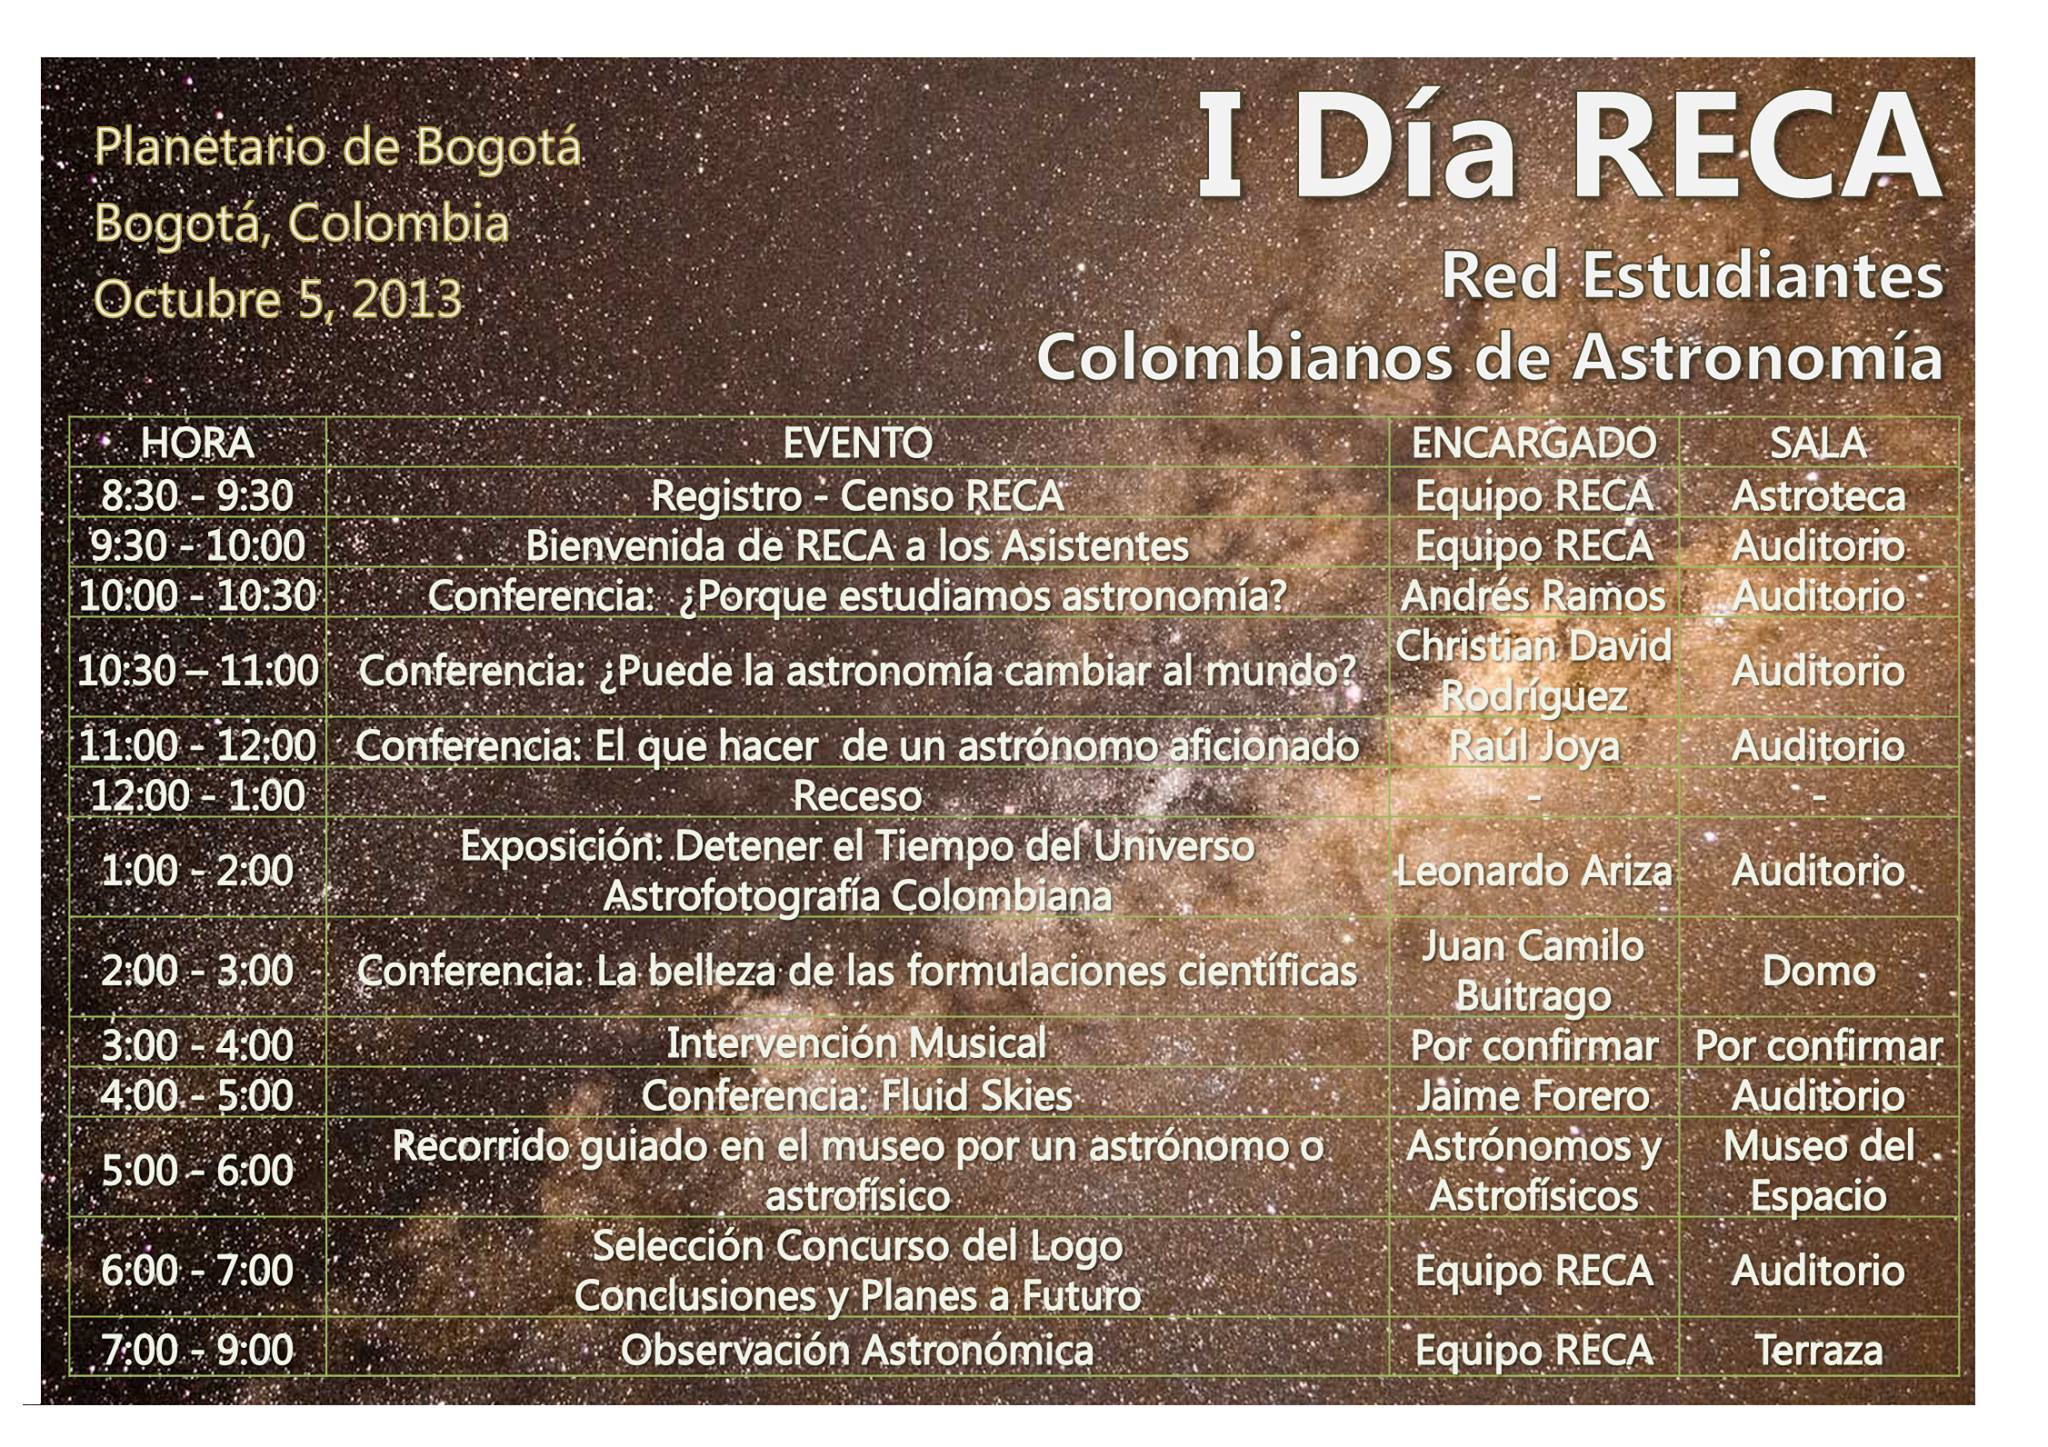 Planetario de Bogotá
Bogotá, Colombia
Octubre 5, 2013
I Día RECA
Red Estudiantes
Colombianos de Astronomía
HORA EVENTO ENCARGADO SALA
8:30 - 9:30 Registro - Censo RECA Equipo RECA Astroteca
9:30 - 10:00 Bienvenida de RECA a los Asistentes Equipo RECA Auditorio
10:00 - 10:30 Conferencia: ¿Porque estudiamos astronomía? Andrés Ramos Auditorio
10:30 – 11:00 Conferencia: ¿Puede la astronomía cambiar al mundo? Christian David
Rodríguez Auditorio
11:00 - 12:00 Conferencia: El que hacer de un astrónomo aficionado Raúl Joya Auditorio
12:00 - 1:00 Receso - -
1:00 - 2:00 Exposición: Detener el Tiempo del Universo
Astrofotografía Colombiana Leonardo Ariza Auditorio
2:00 - 3:00 Conferencia: La belleza de las formulaciones científicas Juan Camilo
Buitrago Domo
3:00 - 4:00 Intervención Musical Por confirmar Por confirmar
4:00 - 5:00 Conferencia: Fluid Skies Jaime Forero Auditorio
5:00 - 6:00 Recorrido guiado en el museo por un astrónomo o
astrofísico Astrónomos y
Astrofísicos Museo del
Espacio
6:00 - 7:00 Selección Concurso del Logo
Conclusiones y Planes a Futuro Equipo RECA Auditorio
7:00 - 9:00 Observación Astronómica Equipo RECA Terraza